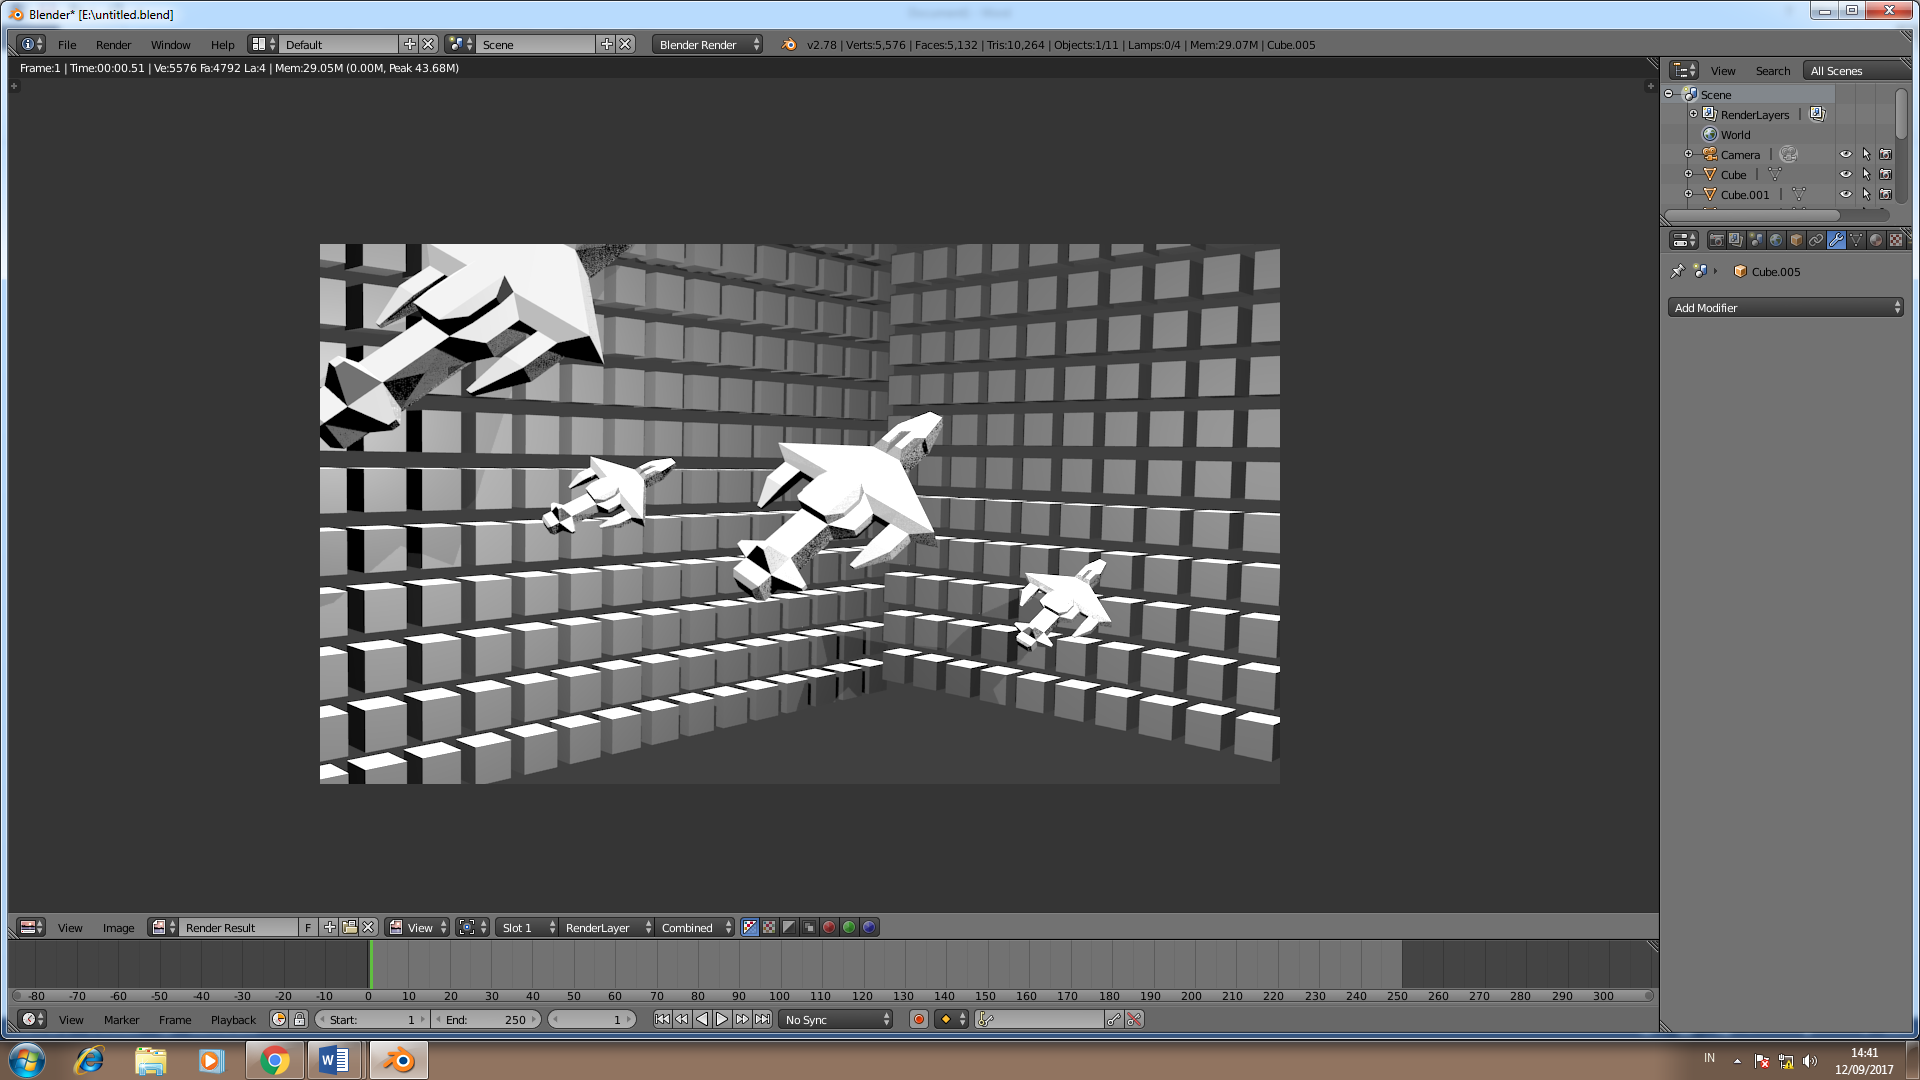 Blender* [E:\untitled.blend]
File Render Window Help Default Scene Blender Render v2.78 | Verts:5,576 | Faces:5,132 | Tris:10,264 | Objects:1/11 | Lamps:0/4 | Mem:29.07M | Cube.005
Frame:1 | Time:00:00.51 | Ve:5576 Fa:4792 La:4 | Mem:29.05M (0.00M, Peak 43.68M)
View Search All Scenes
Scene
RenderLayers
World
Camera
Cube
Cube.001
Cube.005
Add Modifier
View Image Render Result F View Slot 1 RenderLayer Combined
-80 -70 -60 -50 -40 -30 -20 -10 0 10 20 30 40 50 60 70 80 90 100 110 120 130 140 150 160 170 180 190 200 210 220 230 240 250 260 270 280 290 300
View Marker Frame Playback Start: 1 End: 250 1 No Sync
IN
14:41
12/09/2017